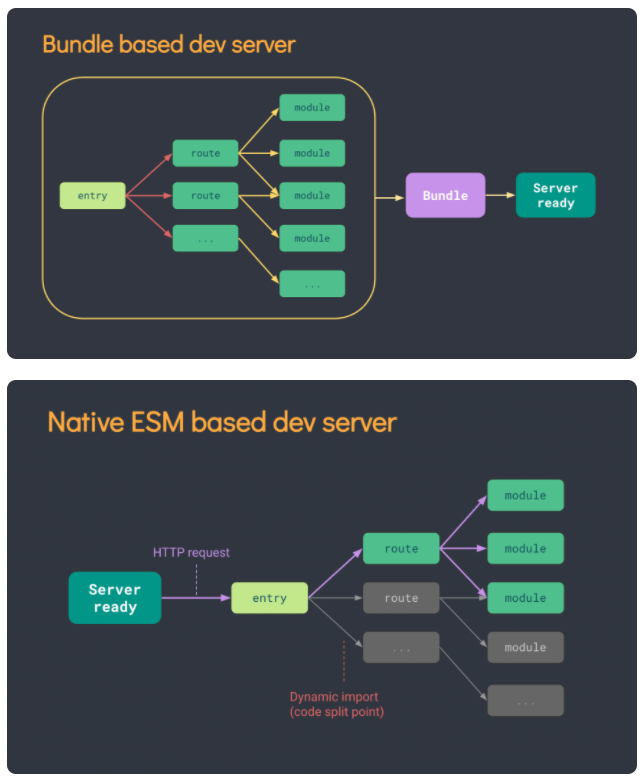 Bundle based dev server
module
route
module
entry
route
module
Bundle
Server
ready
...
module
...
Native ESM based dev server
module
HTTP request
route
module
Server
ready
entry
route
module
...
module
Dynamic import
(code split point)
...